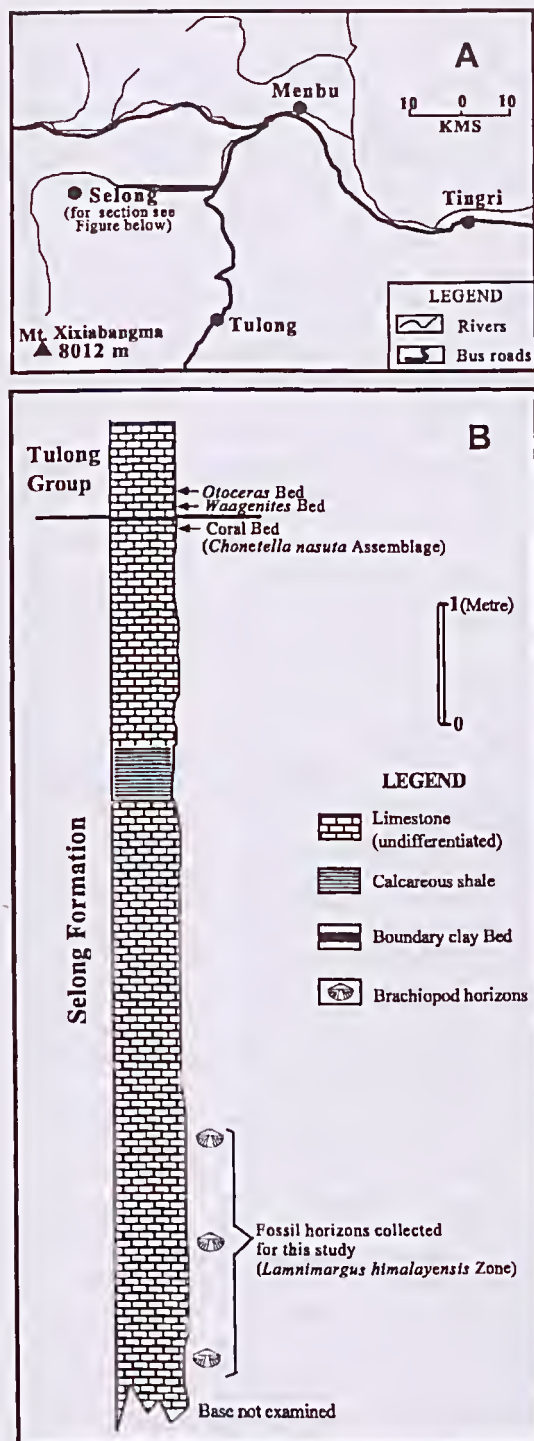 A
Menbu
10 0 10
KMS
Selong
(for section see
Figure below)
Tingri
Tulong
Mt. Xixiabangma
8012 m
LEGEND
Rivers
Bus roads
B
Tulong
Group
Otoceras Bed
Waagenites Bed
Coral Bed
(Chonetella nasuta Assemblage)
1 (Metre)
0
LEGEND
Limestone
(undifferentiated)
Calcareous shale
Boundary clay Bed
Brachiopod horizons
Selong Formation
Fossil horizons collected
for this study
(Lamnimargus himalayensis Zone)
Base not examined